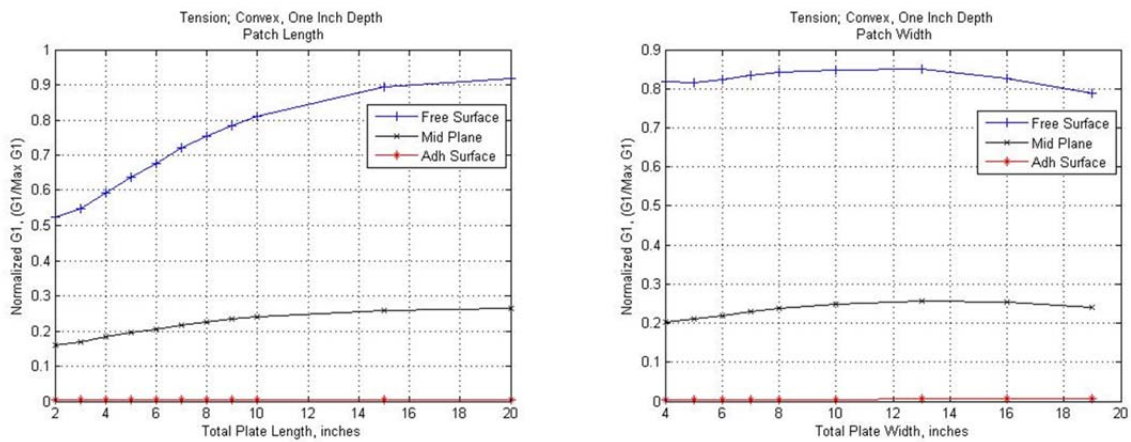 Tension; Convex, One Inch Depth
Patch Length
Normalized G1, (G1/Max G1)
1
0.9
0.8
0.7
0.6
0.5
0.4
0.3
0.2
0.1
0
Free Surface
Mid Plane
Adh Surface
2 4 6 8 10 12 14 16 18 20
Total Plate Length, inches
Tension; Convex, One Inch Depth
Patch Width
Normalized G1, (G1/Max G1)
0.9
0.8
0.7
0.6
0.5
0.4
0.3
0.2
0.1
0
Free Surface
Mid Plane
Adh Surface
4 6 8 10 12 14 16 18 20
Total Plate Width, inches